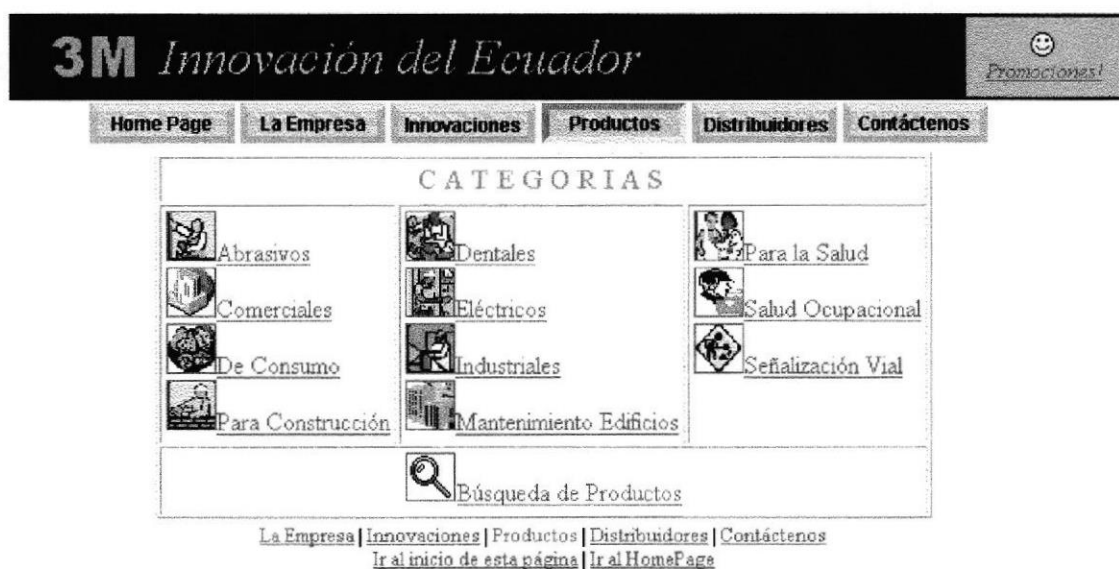 3M Innovación del Ecuador
Promociones!
Home Page La Empresa Innovaciones Productos Distribuidores Contáctenos
CATEGORIAS
Abrasivos Dentales Para la Salud
Comerciales Eléctricos Salud Ocupacional
De Consumo Industriales Señalización Vial
Para Construcción Mantenimiento Edificios
Búsqueda de Productos
La Empresa | Innovaciones | Productos | Distribuidores | Contáctenos
Ir al inicio de esta página | Ir al HomePage